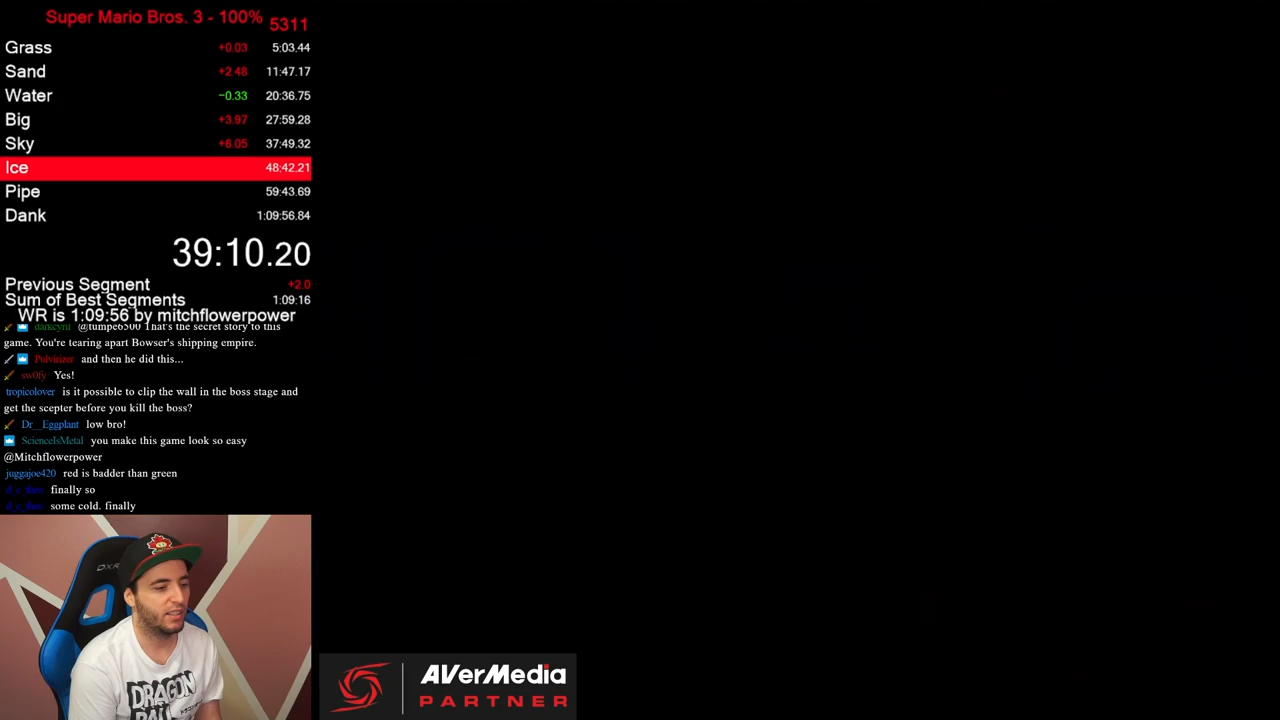 Super Mario Bros. 3 - 100% 5311
Grass +0.03 5:03.44
Sand +2.48 11:47.17
Water −0.33 20:36.75
Big +3.97 27:59.28
Sky +6.05 37:49.32
Ice 48:42.21
Pipe 59:43.69
Dank 1:09:56.84
39:10.20
Previous Segment +2.0
Sum of Best Segments 1:09:16
WR is 1:09:56 by mitchflowerpower
darkcyril @tumpe6500 That's the secret story to this
game. You're tearing apart Bowser's shipping empire.
Pulvirizer and then he did this...
sw0fy Yes!
tropicolover is it possible to clip the wall in the boss stage and
get the scepter before you kill the boss?
Dr__Eggplant low bro!
ScienceIsMetal you make this game look so easy
@Mitchflowerpower
juggajoe420 red is badder than green
finally so
some cold. finally
DXR
DRAGON
BALL
AVerMedia
PARTNER